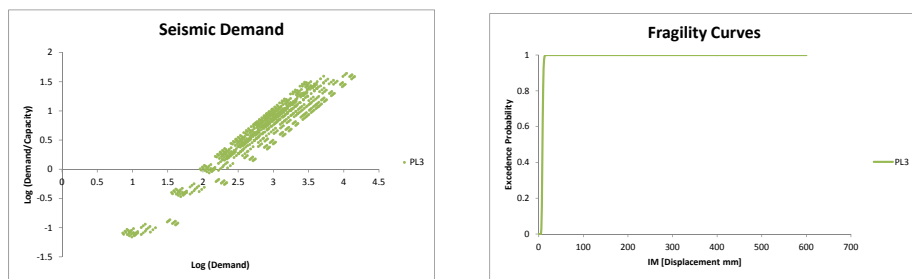 Seismic Demand
2
1.5
1
0.5
0
-0.5
-1
-1.5
0 0.5 1 1.5 2 2.5 3 3.5 4 4.5
Log (Demand/Capacity)
Log (Demand)
PL3
Fragility Curves
1
0.8
0.6
0.4
0.2
0
0 100 200 300 400 500 600 700
Excedence Probability
IM [Displacement mm]
PL3